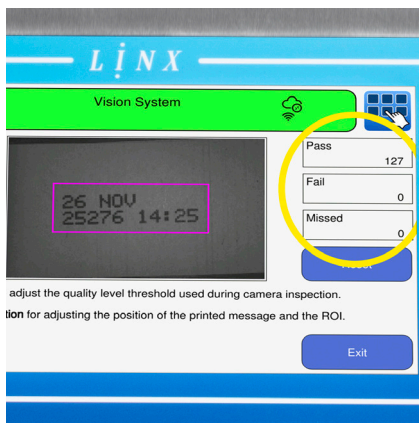 LINX
Vision System
Pass
127
Fail
0
Missed
0
26 NOV
25276 14:25
adjust the quality level threshold used during camera inspection.
tion for adjusting the position of the printed message and the ROI.
Exit